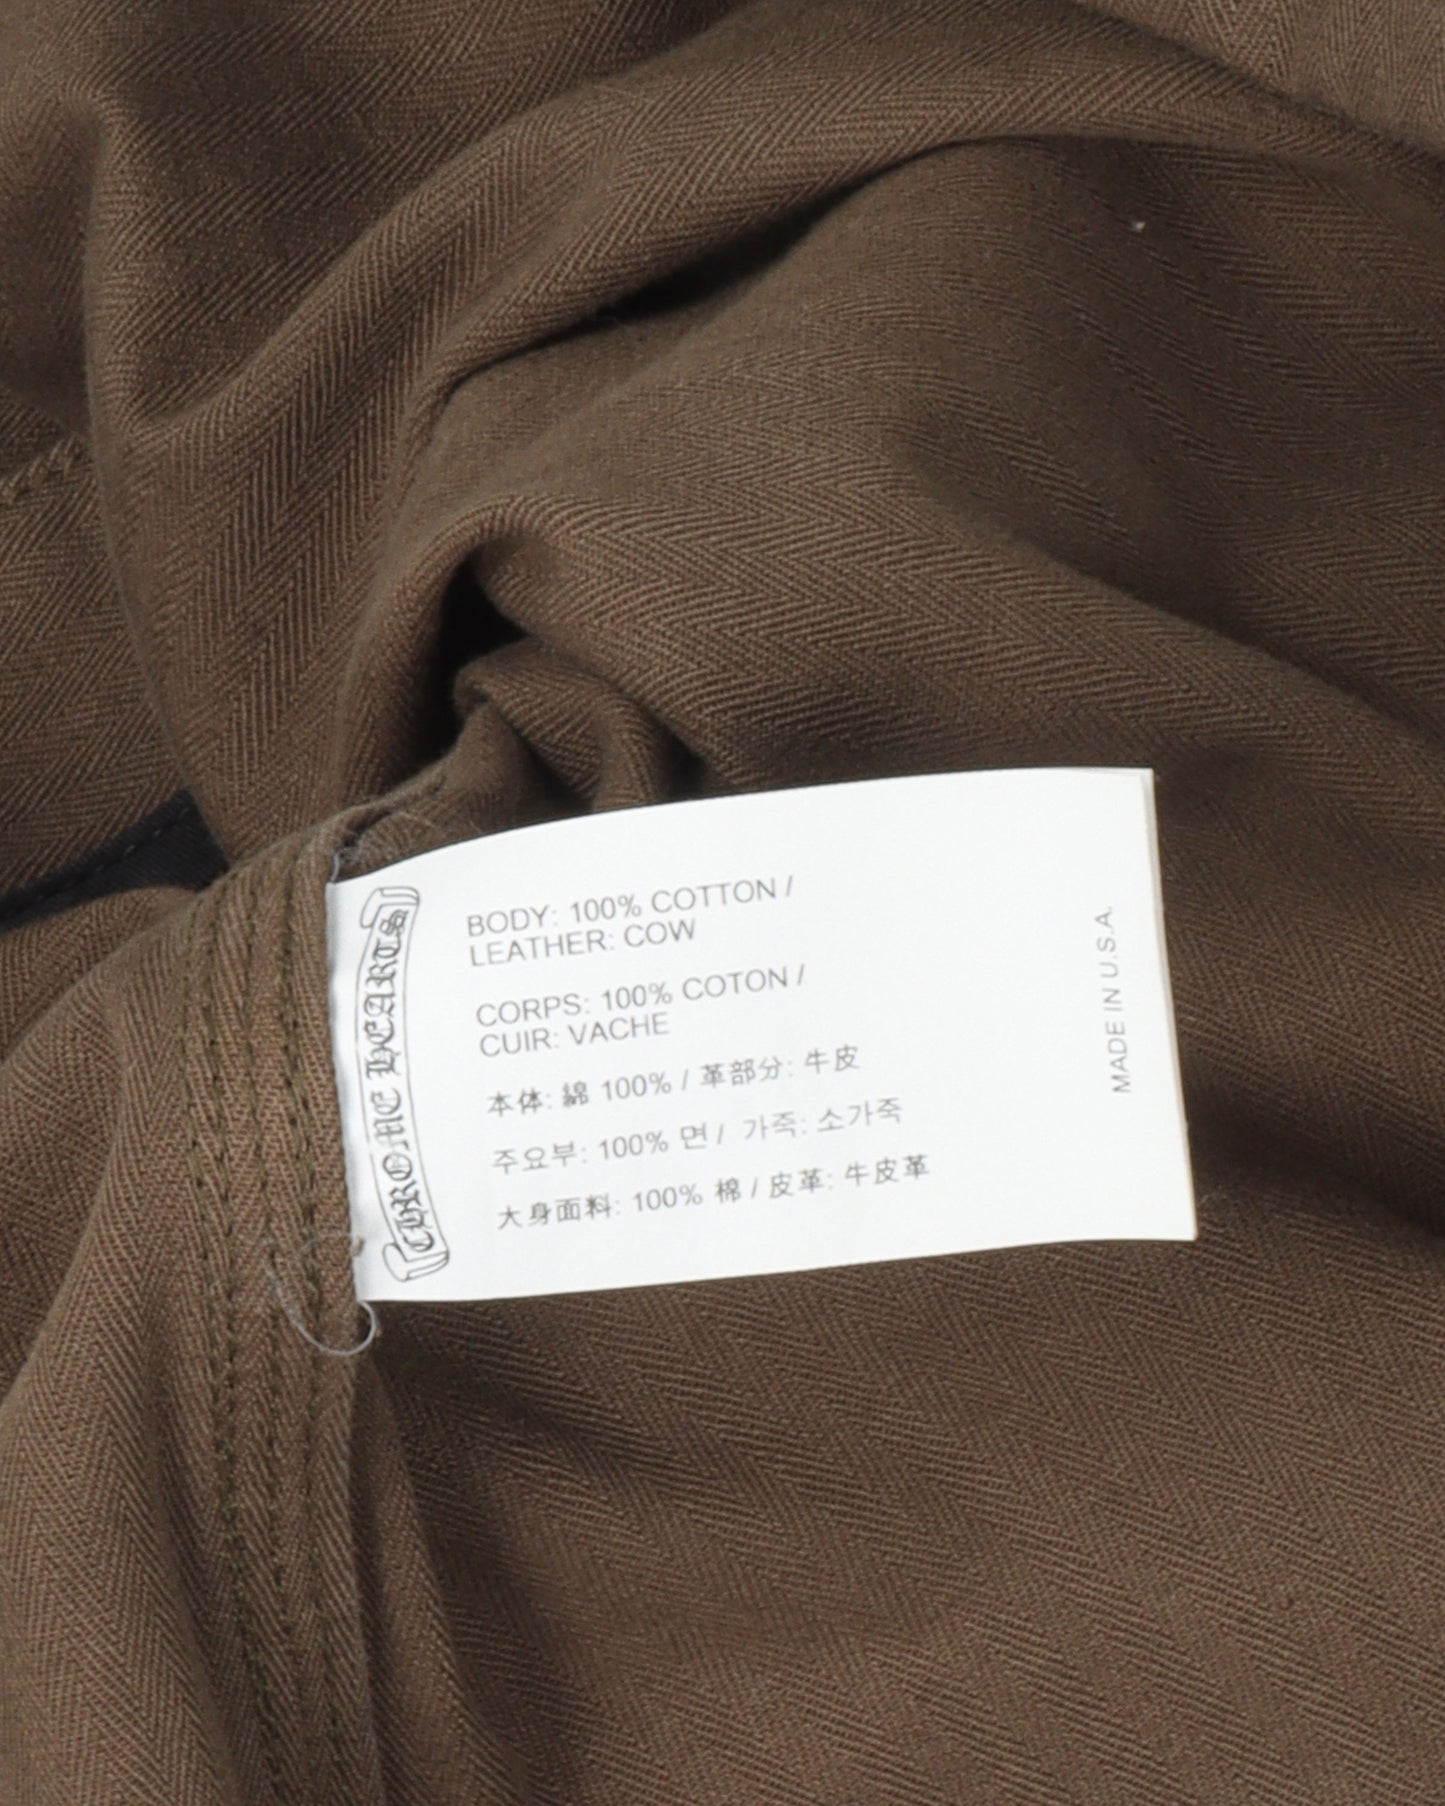 CHROME HEARTS
BODY: 100% COTTON /
LEATHER: COW
CORPS: 100% COTON /
CUIR: VACHE
本体: 綿 100% / 革部分: 牛皮
주요부: 100% 면 / 가죽: 소가죽
大身面料: 100% 棉 / 皮革: 牛皮革
MADE IN U.S.A.